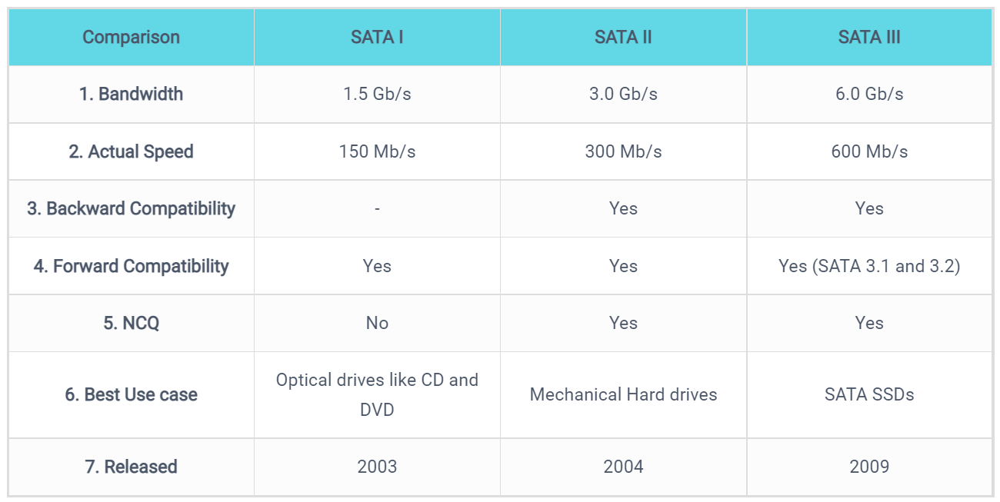 Comparison SATA I SATA II SATA III
1. Bandwidth 1.5 Gb/s 3.0 Gb/s 6.0 Gb/s
2. Actual Speed 150 Mb/s 300 Mb/s 600 Mb/s
3. Backward Compatibility - Yes Yes
4. Forward Compatibility Yes Yes Yes (SATA 3.1 and 3.2)
5. NCQ No Yes Yes
6. Best Use case Optical drives like CD and
DVD Mechanical Hard drives SATA SSDs
7. Released 2003 2004 2009